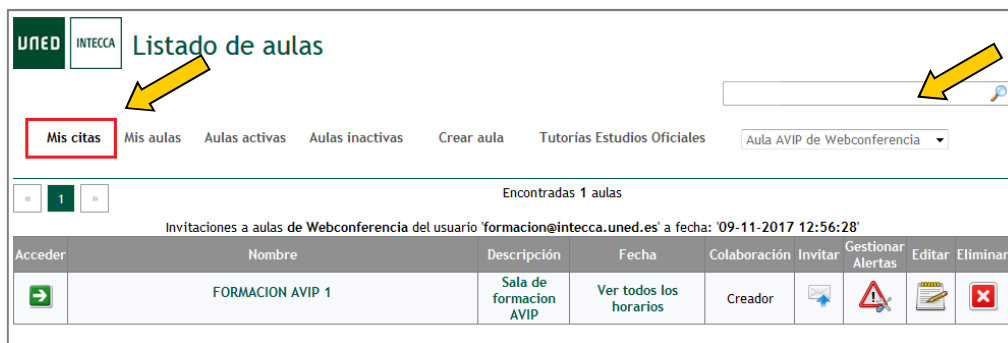 UNED INTECCA Listado de aulas
Mis citas Mis aulas Aulas activas Aulas inactivas Crear aula Tutorías Estudios Oficiales Aula AVIP de Webconferencia
« 1 » Encontradas 1 aulas
Invitaciones a aulas de Webconferencia del usuario 'formacion@intecca.uned.es' a fecha: '09-11-2017 12:56:28'
Acceder Nombre Descripción Fecha Colaboración Invitar Gestionar Alertas Editar Eliminar
FORMACION AVIP 1 Sala de formacion AVIP Ver todos los horarios Creador